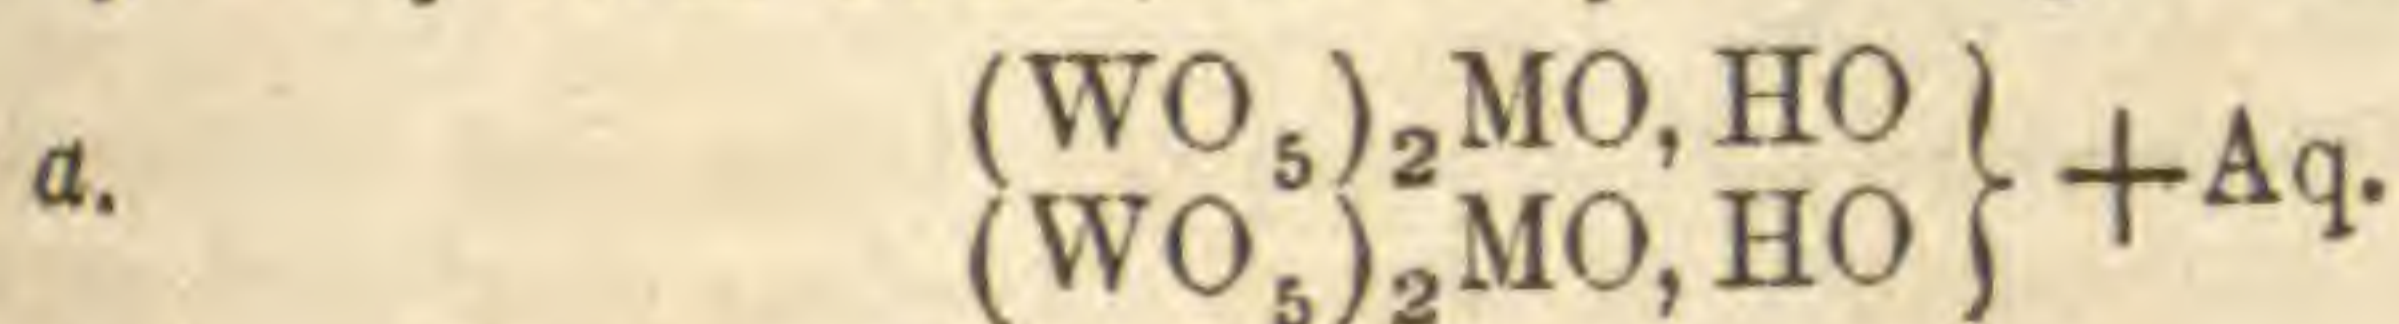 a. (WO₅)₂MO, HO } +Aq.
(WO₅)₂MO, HO